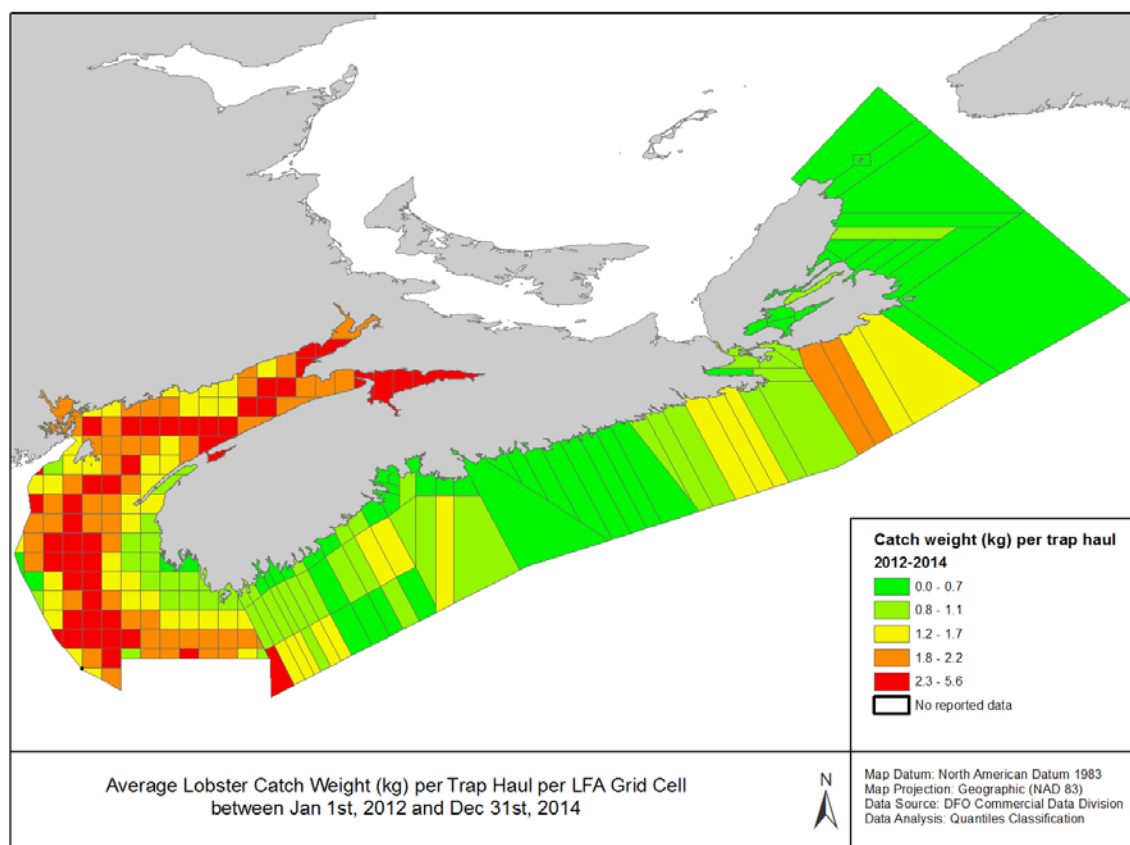 Catch weight (kg) per trap haul
2012-2014
0.0 - 0.7
0.8 - 1.1
1.2 - 1.7
1.8 - 2.2
2.3 - 5.6
No reported data
Average Lobster Catch Weight (kg) per Trap Haul per LFA Grid Cell
between Jan 1st, 2012 and Dec 31st, 2014
N
Map Datum: North American Datum 1983
Map Projection: Geographic (NAD 83)
Data Source: DFO Commercial Data Division
Data Analysis: Quantiles Classification